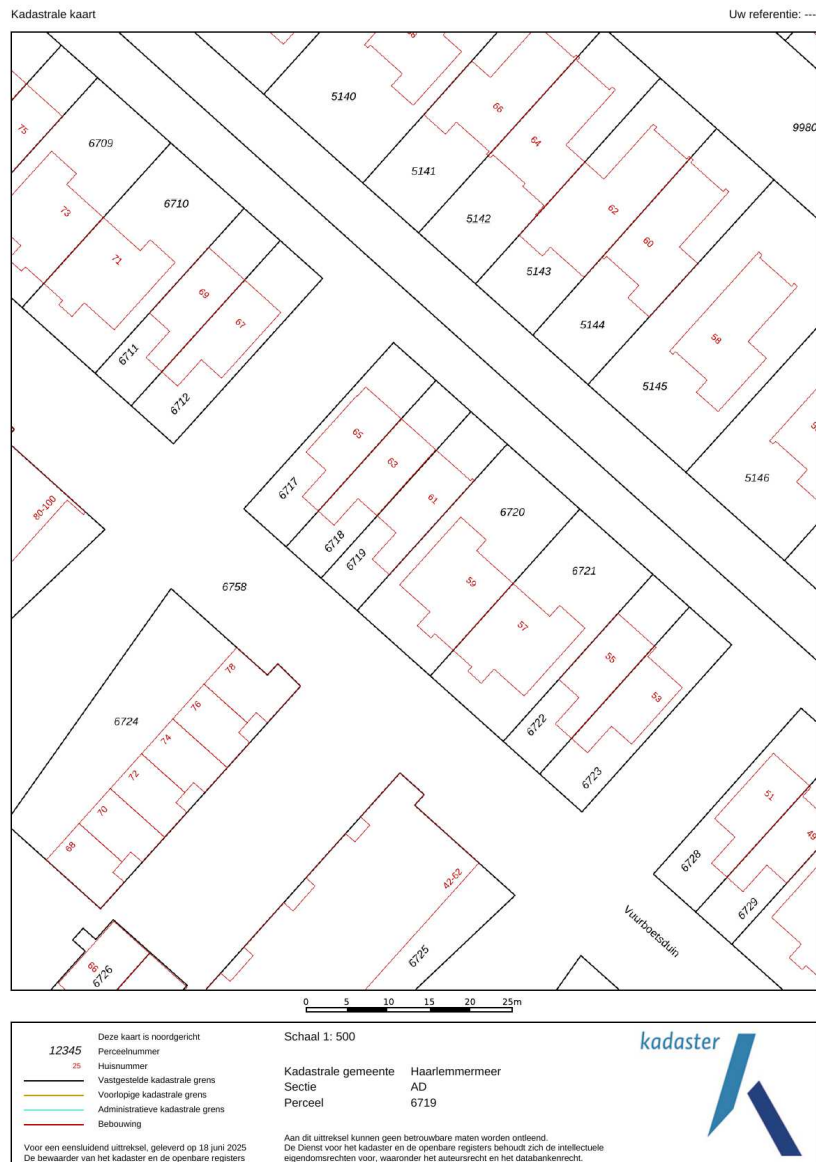 Kadastrale kaart
Uw referentie: ---
5140
9980
6709
75
66
64
5141
6710
73
5142
62
60
71
5143
69
67
5144
58
6711
6712
5145
65
63
61
5146
80-100
6717
6718
6719
6720
6758
59
57
6721
78
76
74
72
70
68
6724
55
53
6722
6723
51
49
42-62
6728
6729
Vuurboetsduin
6725
66
6726
0 5 10 15 20 25m
Deze kaart is noordgericht
12345 Perceelnummer
25 Huisnummer
Vastgestelde kadastrale grens
Voorlopige kadastrale grens
Administratieve kadastrale grens
Bebouwing
Voor een eensluidend uittreksel, geleverd op 18 juni 2025
De bewaarder van het kadaster en de openbare registers
Schaal 1: 500
Kadastrale gemeente Haarlemmermeer
Sectie AD
Perceel 6719
Aan dit uittreksel kunnen geen betrouwbare maten worden ontleend.
De Dienst voor het kadaster en de openbare registers behoudt zich de intellectuele
eigendomsrechten voor, waaronder het auteursrecht en het databankenrecht.
kadaster